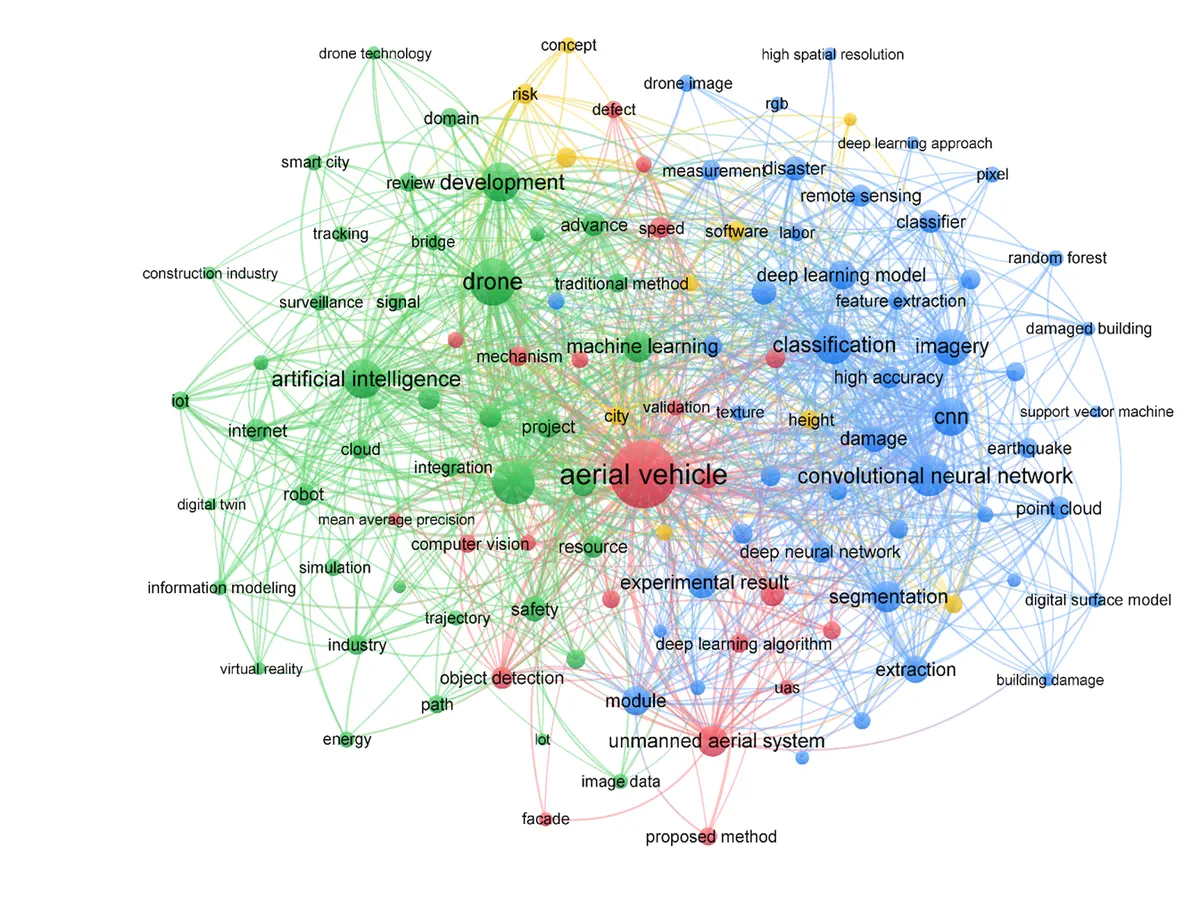 concept
drone technology
high spatial resolution
drone image
risk
rgb
defect
domain
deep learning approach
smart city
measurement
disaster
pixel
review
development
remote sensing
classifier
advance
speed
software
labor
tracking
bridge
random forest
construction industry
deep learning model
drone
traditional method
surveillance
signal
feature extraction
damaged building
mechanism
machine learning
classification
imagery
artificial intelligence
high accuracy
iot
city
validation
texture
height
cnn
support vector machine
internet
project
damage
cloud
earthquake
integration
aerial vehicle
convolutional neural network
robot
digital twin
point cloud
mean average precision
computer vision
resource
deep neural network
simulation
information modeling
experimental result
segmentation
digital surface model
safety
trajectory
industry
deep learning algorithm
virtual reality
object detection
extraction
building damage
uas
path
module
energy
lot
unmanned aerial system
image data
facade
proposed method